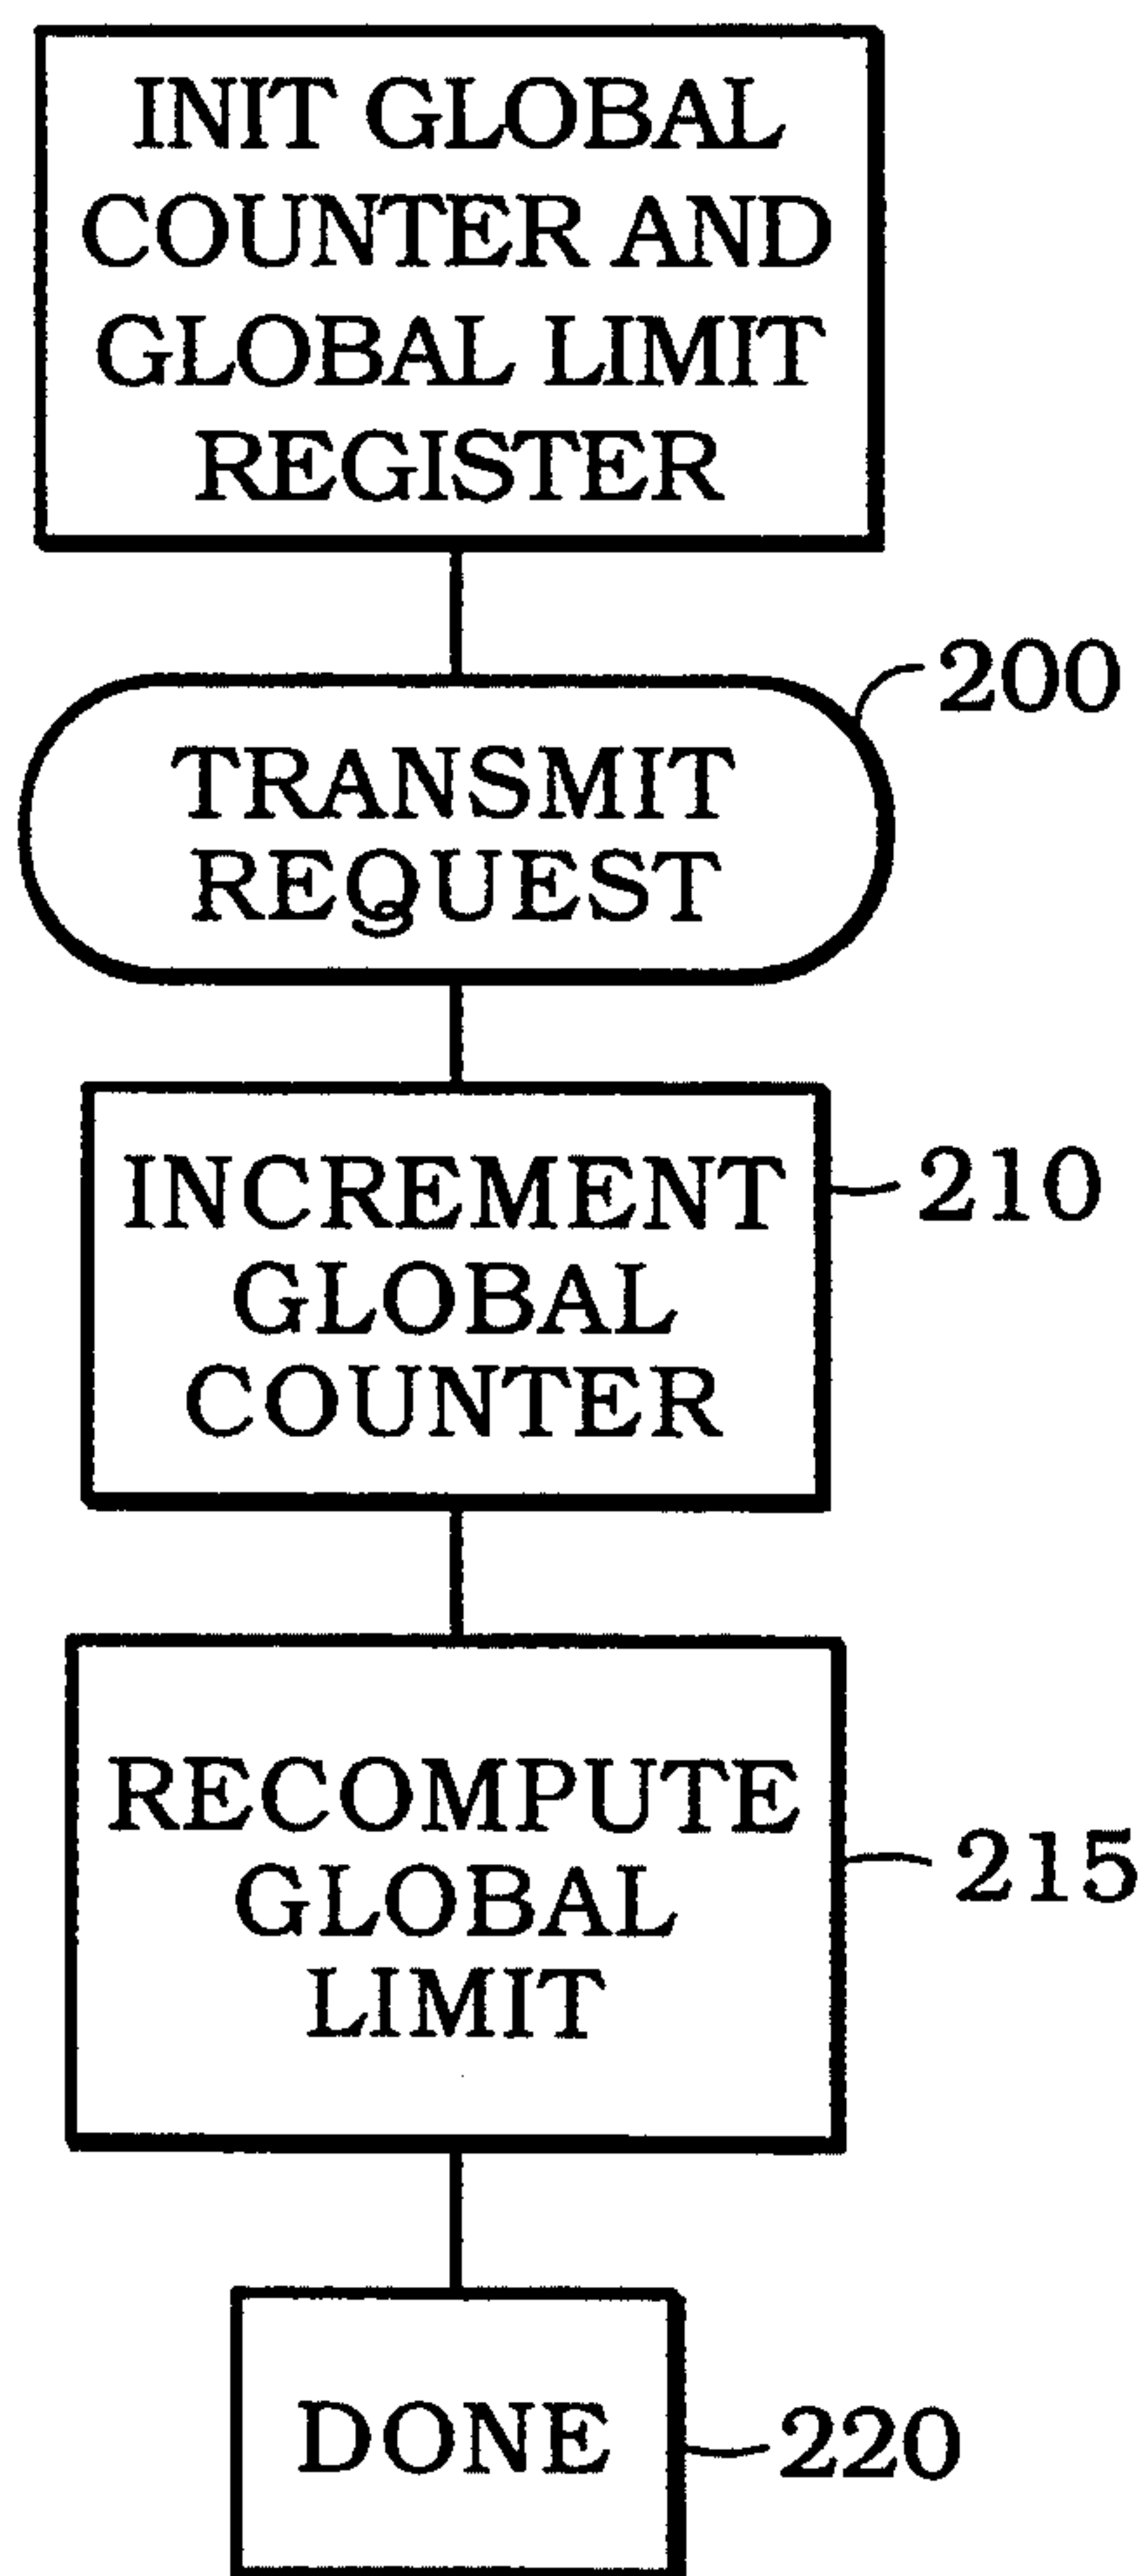 INIT GLOBAL
COUNTER AND
GLOBAL LIMIT
REGISTER
200
TRANSMIT
REQUEST
INCREMENT
GLOBAL
COUNTER
210
RECOMPUTE
GLOBAL
LIMIT
215
DONE
220